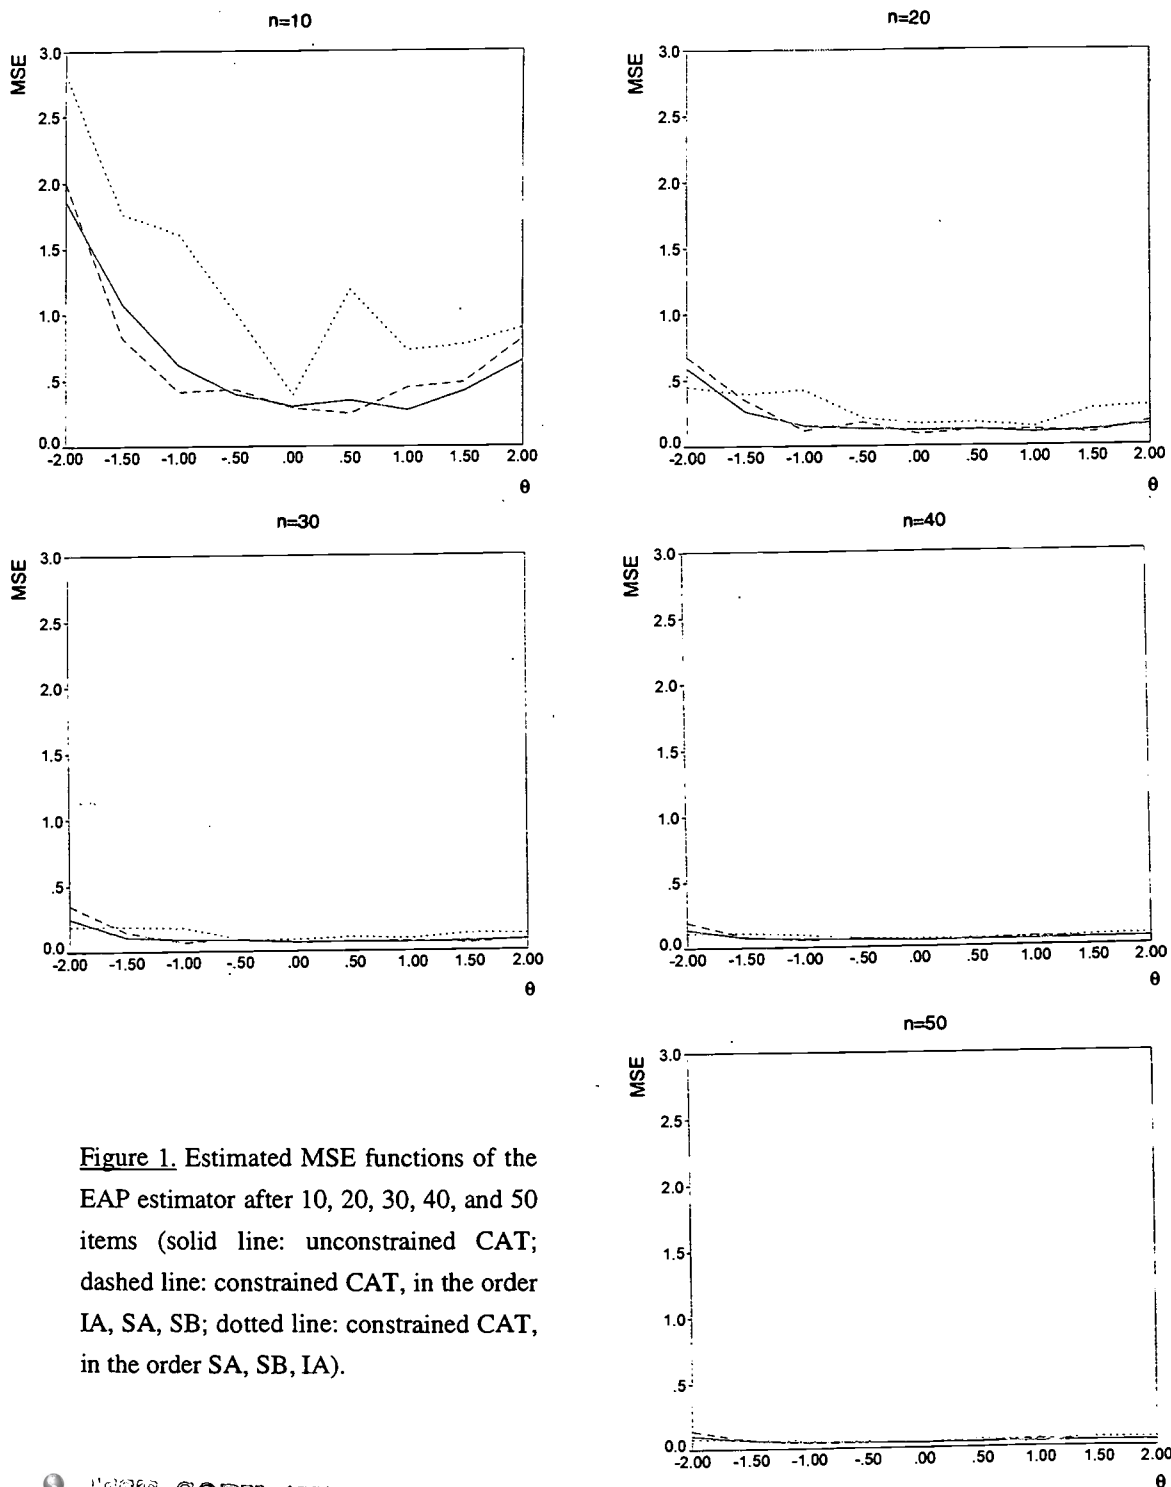 n=10
MSE
3.0
2.5
2.0
1.5
1.0
.5
0.0
-2.00 -1.50 -1.00 -.50 .00 .50 1.00 1.50 2.00
θ
n=20
MSE
3.0
2.5
2.0
1.5
1.0
.5
0.0
-2.00 -1.50 -1.00 -.50 .00 .50 1.00 1.50 2.00
θ
n=30
MSE
3.0
2.5
2.0
1.5
1.0
.5
0.0
-2.00 -1.50 -1.00 -.50 .00 .50 1.00 1.50 2.00
θ
n=40
MSE
3.0
2.5
2.0
1.5
1.0
.5
0.0
-2.00 -1.50 -1.00 -.50 .00 .50 1.00 1.50 2.00
θ
n=50
MSE
3.0
2.5
2.0
1.5
1.0
.5
0.0
-2.00 -1.50 -1.00 -.50 .00 .50 1.00 1.50 2.00
θ
Figure 1. Estimated MSE functions of the
EAP estimator after 10, 20, 30, 40, and 50
items (solid line: unconstrained CAT;
dashed line: constrained CAT, in the order
IA, SA, SB; dotted line: constrained CAT,
in the order SA, SB, IA).